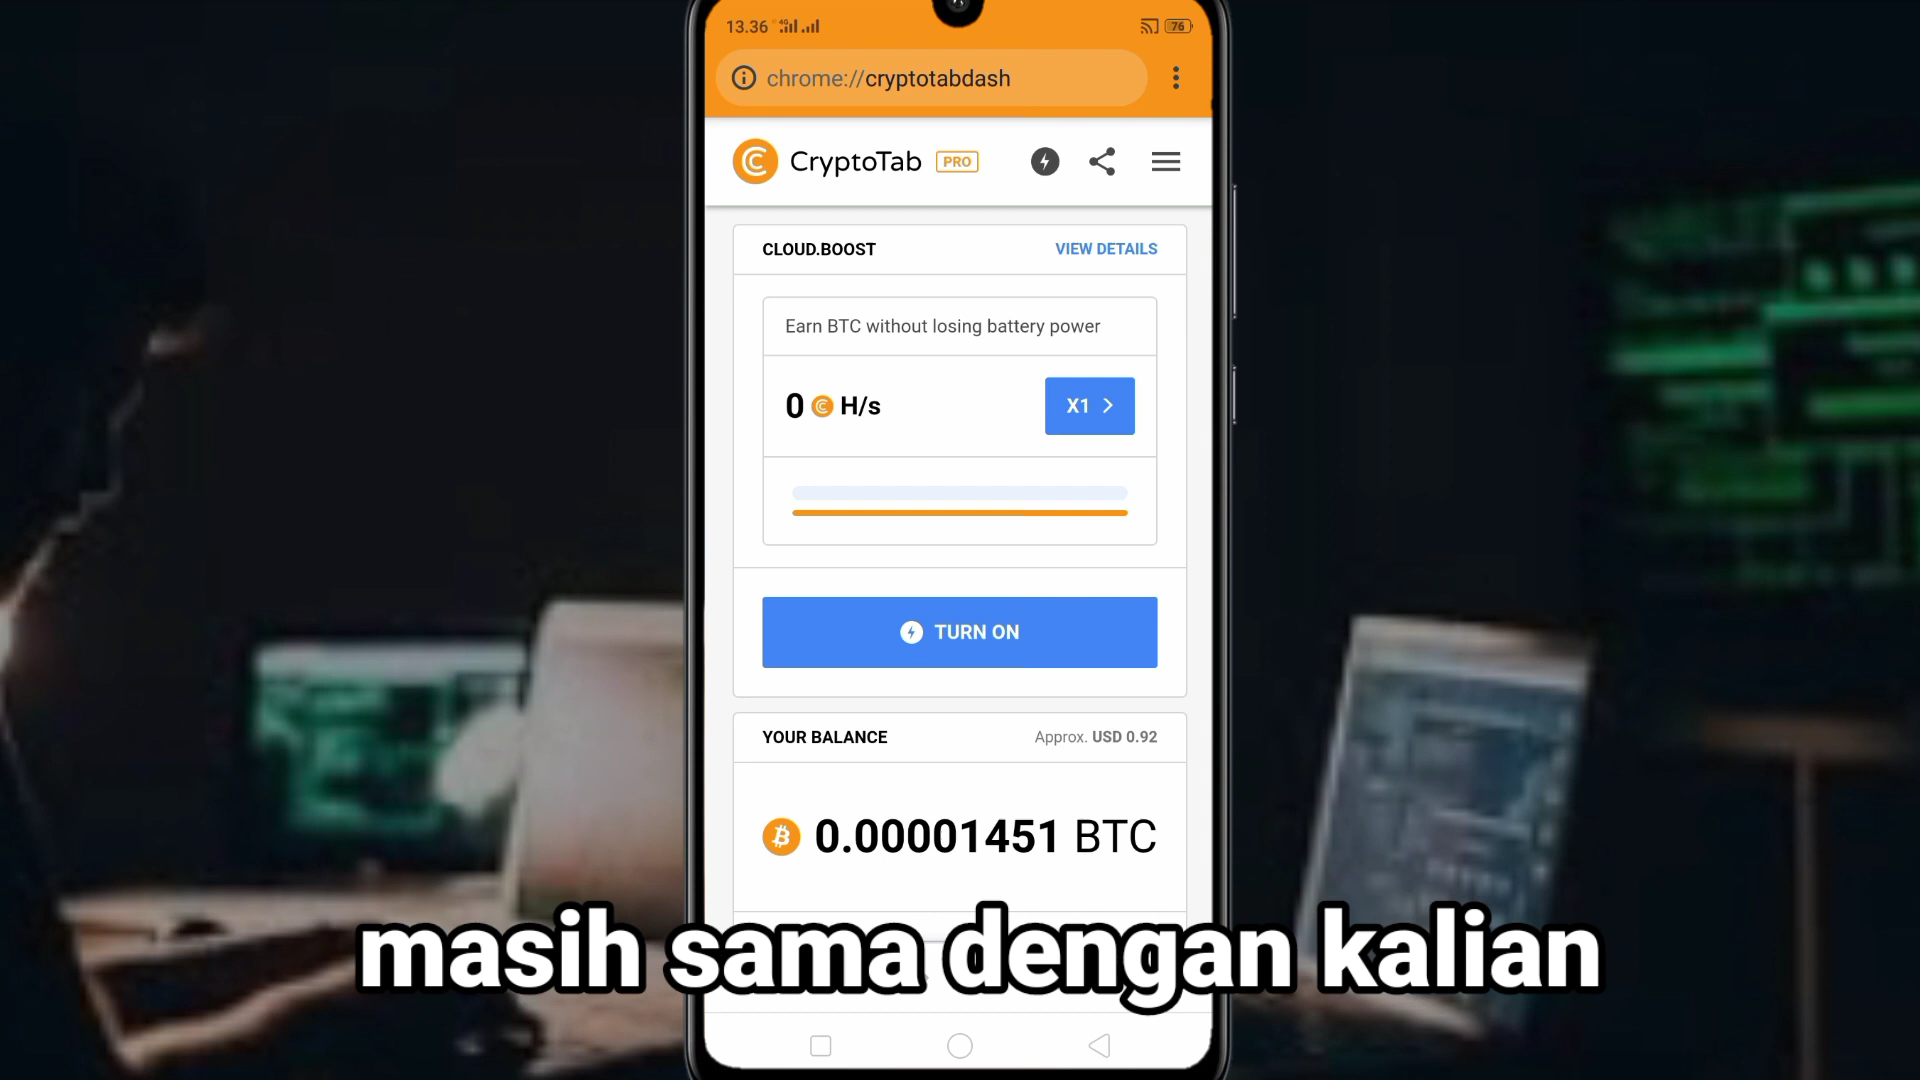 13.36 4G 76
chrome://cryptotabdash
CryptoTab PRO
CLOUD.BOOST VIEW DETAILS
Earn BTC without losing battery power
0 H/s X1
TURN ON
YOUR BALANCE Approx. USD 0.92
0.00001451 BTC
masih sama dengan kalian